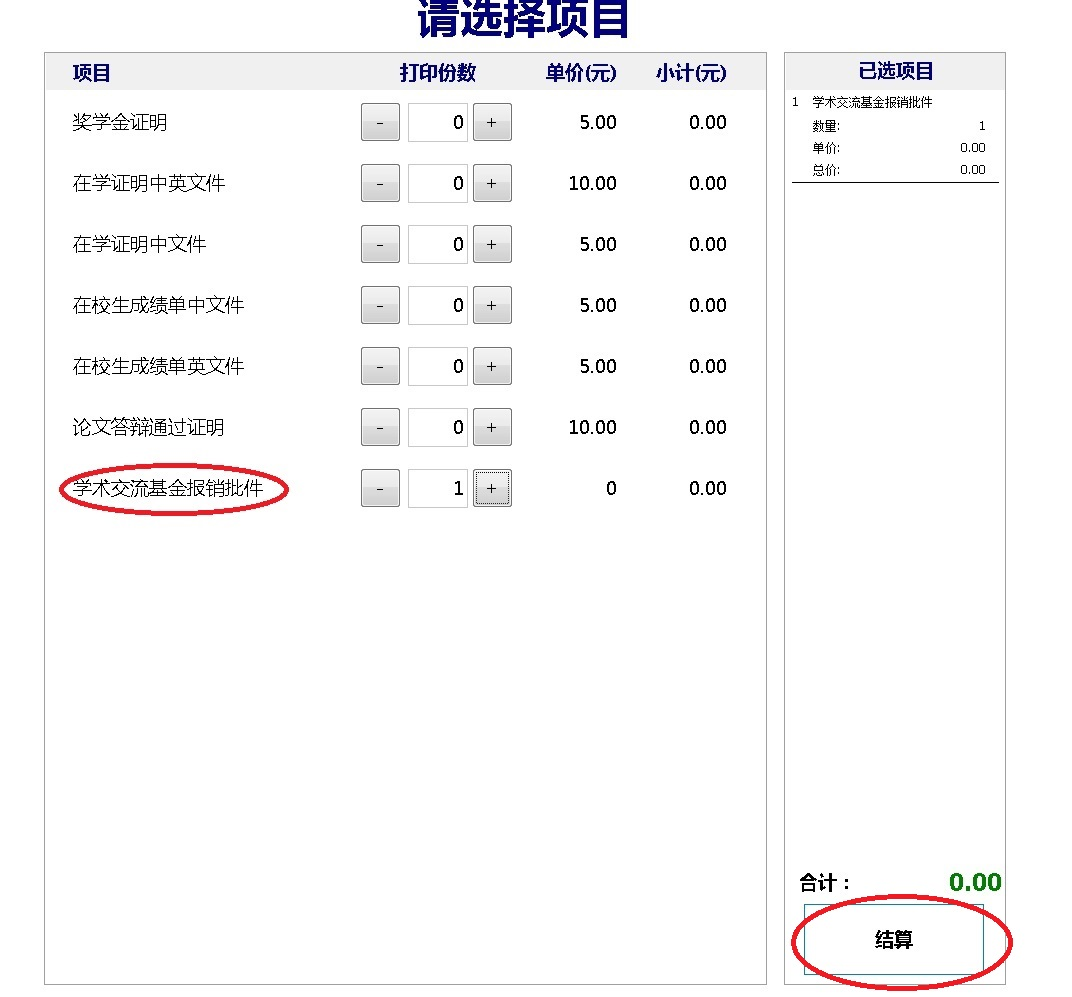 请选择项目
项目 打印份数 单价(元) 小计(元)
奖学金证明 - 0 + 5.00 0.00
在学证明中英文件 - 0 + 10.00 0.00
在学证明中文件 - 0 + 5.00 0.00
在校生成绩单中文件 - 0 + 5.00 0.00
在校生成绩单英文件 - 0 + 5.00 0.00
论文答辩通过证明 - 0 + 10.00 0.00
学术交流基金报销批件 - 1 + 0 0.00
已选项目
1 学术交流基金报销批件
数量: 1
单价: 0.00
总价: 0.00
合计： 0.00
结算